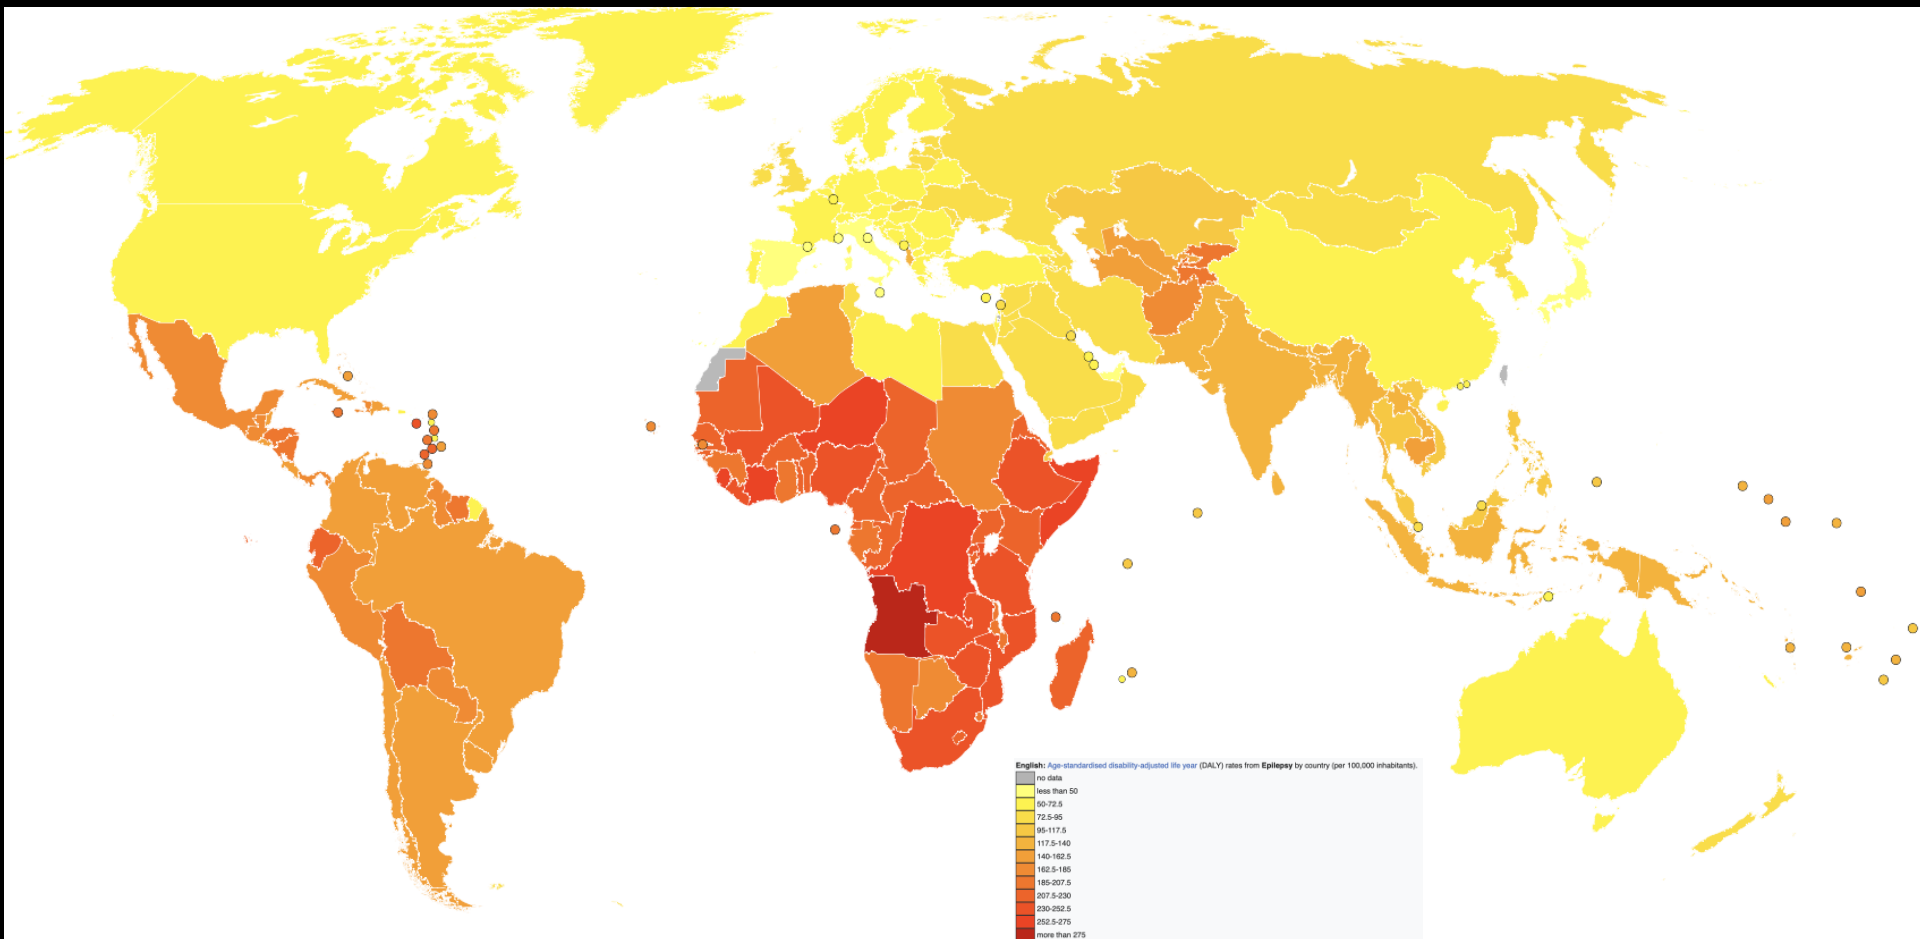 English: Age-standardised disability-adjusted life year (DALY) rates from Epilepsy by country (per 100,000 inhabitants).
no data
less than 50
50-72.5
72.5-95
95-117.5
117.5-140
140-162.5
162.5-185
185-207.5
207.5-230
230-252.5
252.5-275
more than 275